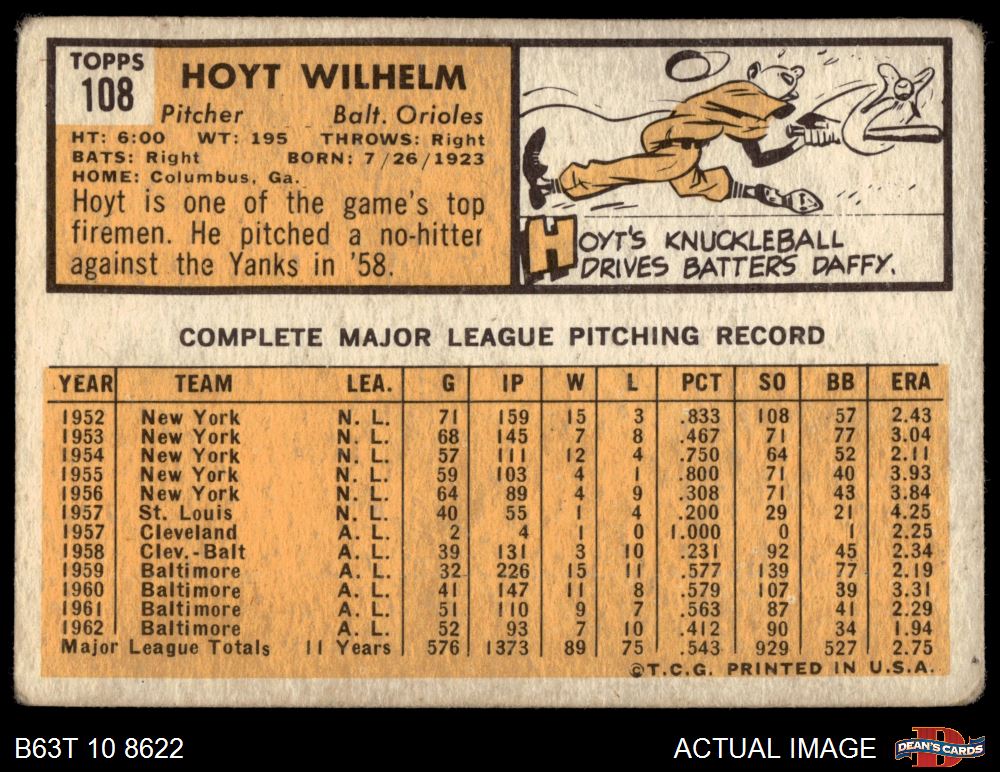 TOPPS
108
HOYT WILHELM
Pitcher Balt. Orioles
HT: 6:00 WT: 195 THROWS: Right
BATS: Right BORN: 7/26/1923
HOME: Columbus, Ga.
Hoyt is one of the game's top
firemen. He pitched a no-hitter
against the Yanks in '58.
HOYT'S KNUCKLEBALL
DRIVES BATTERS DAFFY.
COMPLETE MAJOR LEAGUE PITCHING RECORD
YEAR TEAM LEA. G IP W L PCT SO BB ERA
1952 New York N. L. 71 159 15 3 .833 108 57 2.43
1953 New York N. L. 68 145 7 8 .467 71 77 3.04
1954 New York N. L. 57 111 12 4 .750 64 52 2.11
1955 New York N. L. 59 103 4 1 .800 71 40 3.93
1956 New York N. L. 64 89 4 9 .308 71 43 3.84
1957 St. Louis N. L. 40 55 1 4 .200 29 21 4.25
1957 Cleveland A. L. 2 4 1 0 1.000 0 1 2.25
1958 Clev.-Balt A. L. 39 131 3 10 .231 92 45 2.34
1959 Baltimore A. L. 32 226 15 11 .577 139 77 2.19
1960 Baltimore A. L. 41 147 11 8 .579 107 39 3.31
1961 Baltimore A. L. 51 110 9 7 .563 87 41 2.29
1962 Baltimore A. L. 52 93 7 10 .412 90 34 1.94
Major League Totals 11 Years 576 1373 89 75 .543 929 527 2.75
©T.C.G. PRINTED IN U.S.A.
B63T 10 8622
ACTUAL IMAGE
DEAN'S CARDS